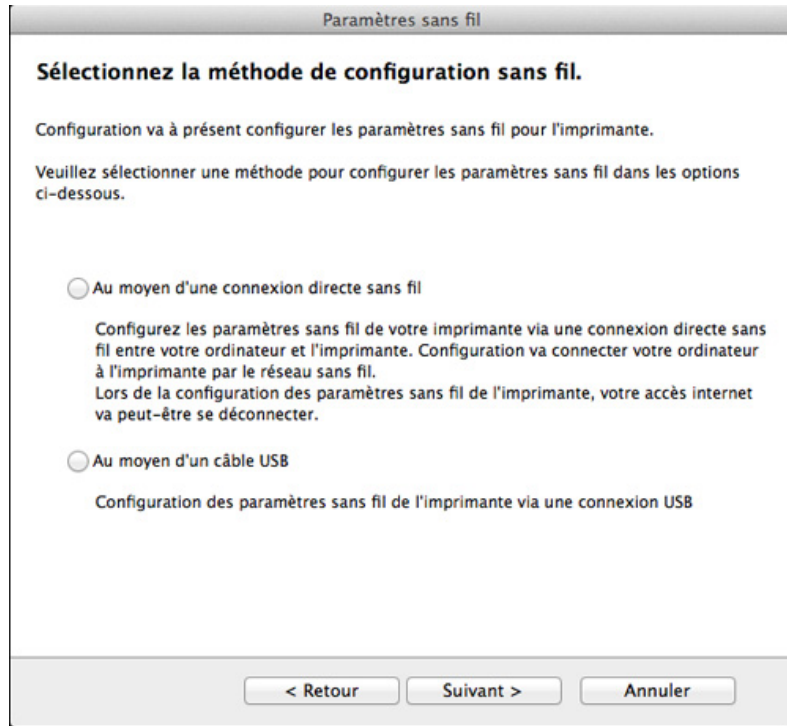 Paramètres sans fil
Sélectionnez la méthode de configuration sans fil.
Configuration va à présent configurer les paramètres sans fil pour l'imprimante.
Veuillez sélectionner une méthode pour configurer les paramètres sans fil dans les options
ci-dessous.
Au moyen d'une connexion directe sans fil
Configurez les paramètres sans fil de votre imprimante via une connexion directe sans
fil entre votre ordinateur et l'imprimante. Configuration va connecter votre ordinateur
à l'imprimante par le réseau sans fil.
Lors de la configuration des paramètres sans fil de l'imprimante, votre accès internet
va peut-être se déconnecter.
Au moyen d'un câble USB
Configuration des paramètres sans fil de l'imprimante via une connexion USB
< Retour Suivant > Annuler